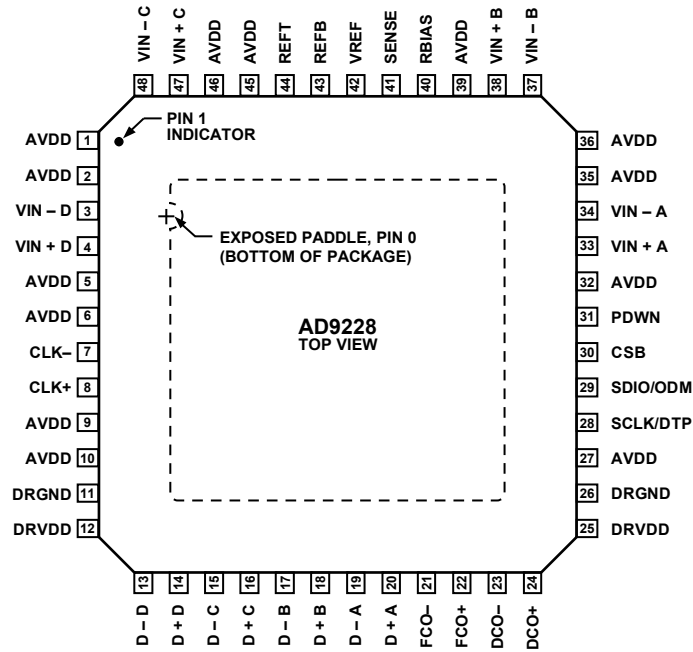 VIN – C
VIN + C
AVDD
AVDD
REFT
REFB
VREF
SENSE
RBIAS
AVDD
VIN + B
VIN – B
48
47
46
45
44
43
42
41
40
39
38
37
PIN 1
INDICATOR
AVDD 1
AVDD 2
VIN – D 3
VIN + D 4
AVDD 5
AVDD 6
CLK– 7
CLK+ 8
AVDD 9
AVDD 10
DRGND 11
DRVDD 12
EXPOSED PADDLE, PIN 0
(BOTTOM OF PACKAGE)
AD9228
TOP VIEW
36 AVDD
35 AVDD
34 VIN – A
33 VIN + A
32 AVDD
31 PDWN
30 CSB
29 SDIO/ODM
28 SCLK/DTP
27 AVDD
26 DRGND
25 DRVDD
13
14
15
16
17
18
19
20
21
22
23
24
D – D
D + D
D – C
D + C
D – B
D + B
D – A
D + A
FCO–
FCO+
DCO–
DCO+